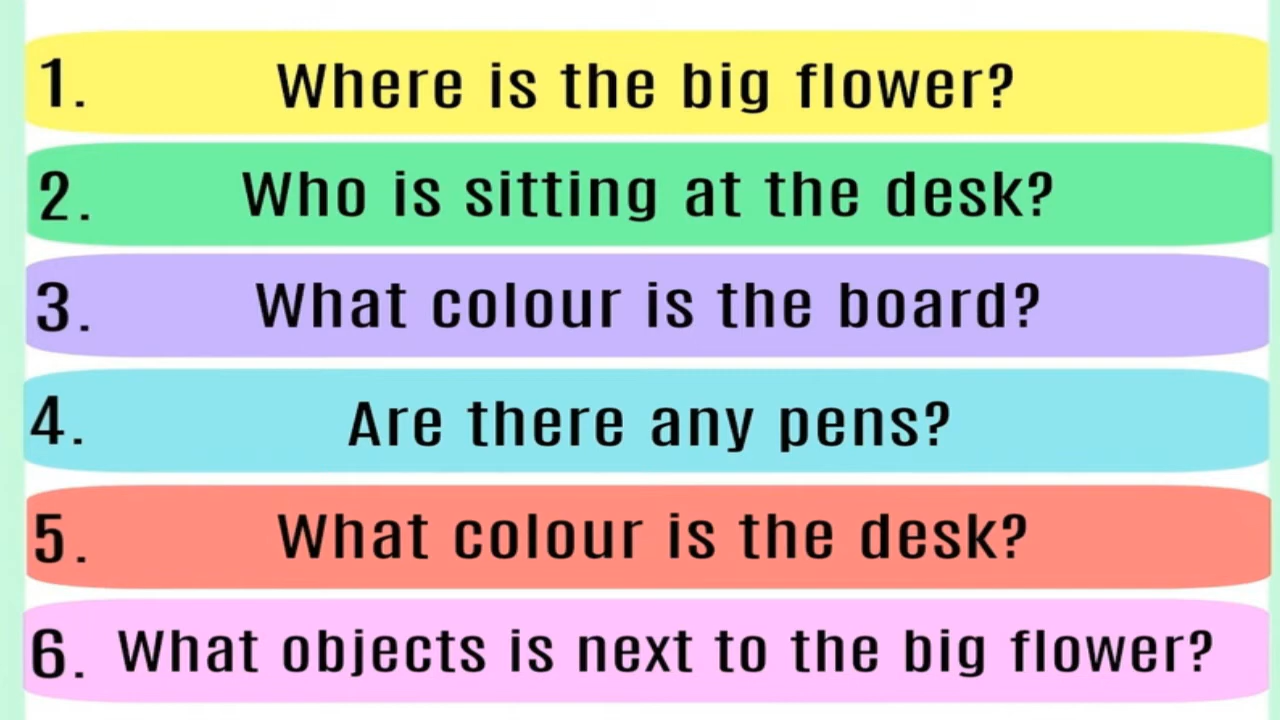 1. Where is the big flower?
2. Who is sitting at the desk?
3. What colour is the board?
4. Are there any pens?
5. What colour is the desk?
6. What objects is next to the big flower?